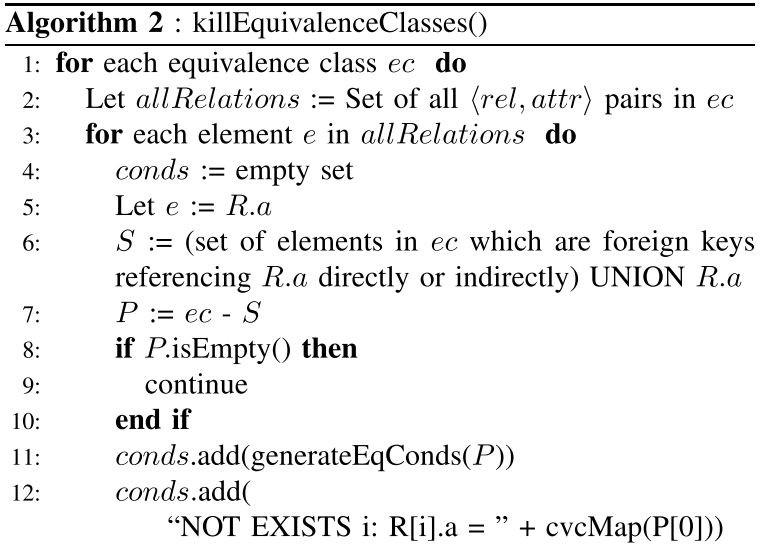 Algorithm 2 : killEquivalenceClasses()
1: for each equivalence class ec do
2: Let allRelations := Set of all ⟨rel, attr⟩ pairs in ec
3: for each element e in allRelations do
4: conds := empty set
5: Let e := R.a
6: S := (set of elements in ec which are foreign keys
referencing R.a directly or indirectly) UNION R.a
7: P := ec - S
8: if P.isEmpty() then
9: continue
10: end if
11: conds.add(generateEqConds(P))
12: conds.add(
“NOT EXISTS i: R[i].a = ” + cvcMap(P[0]))